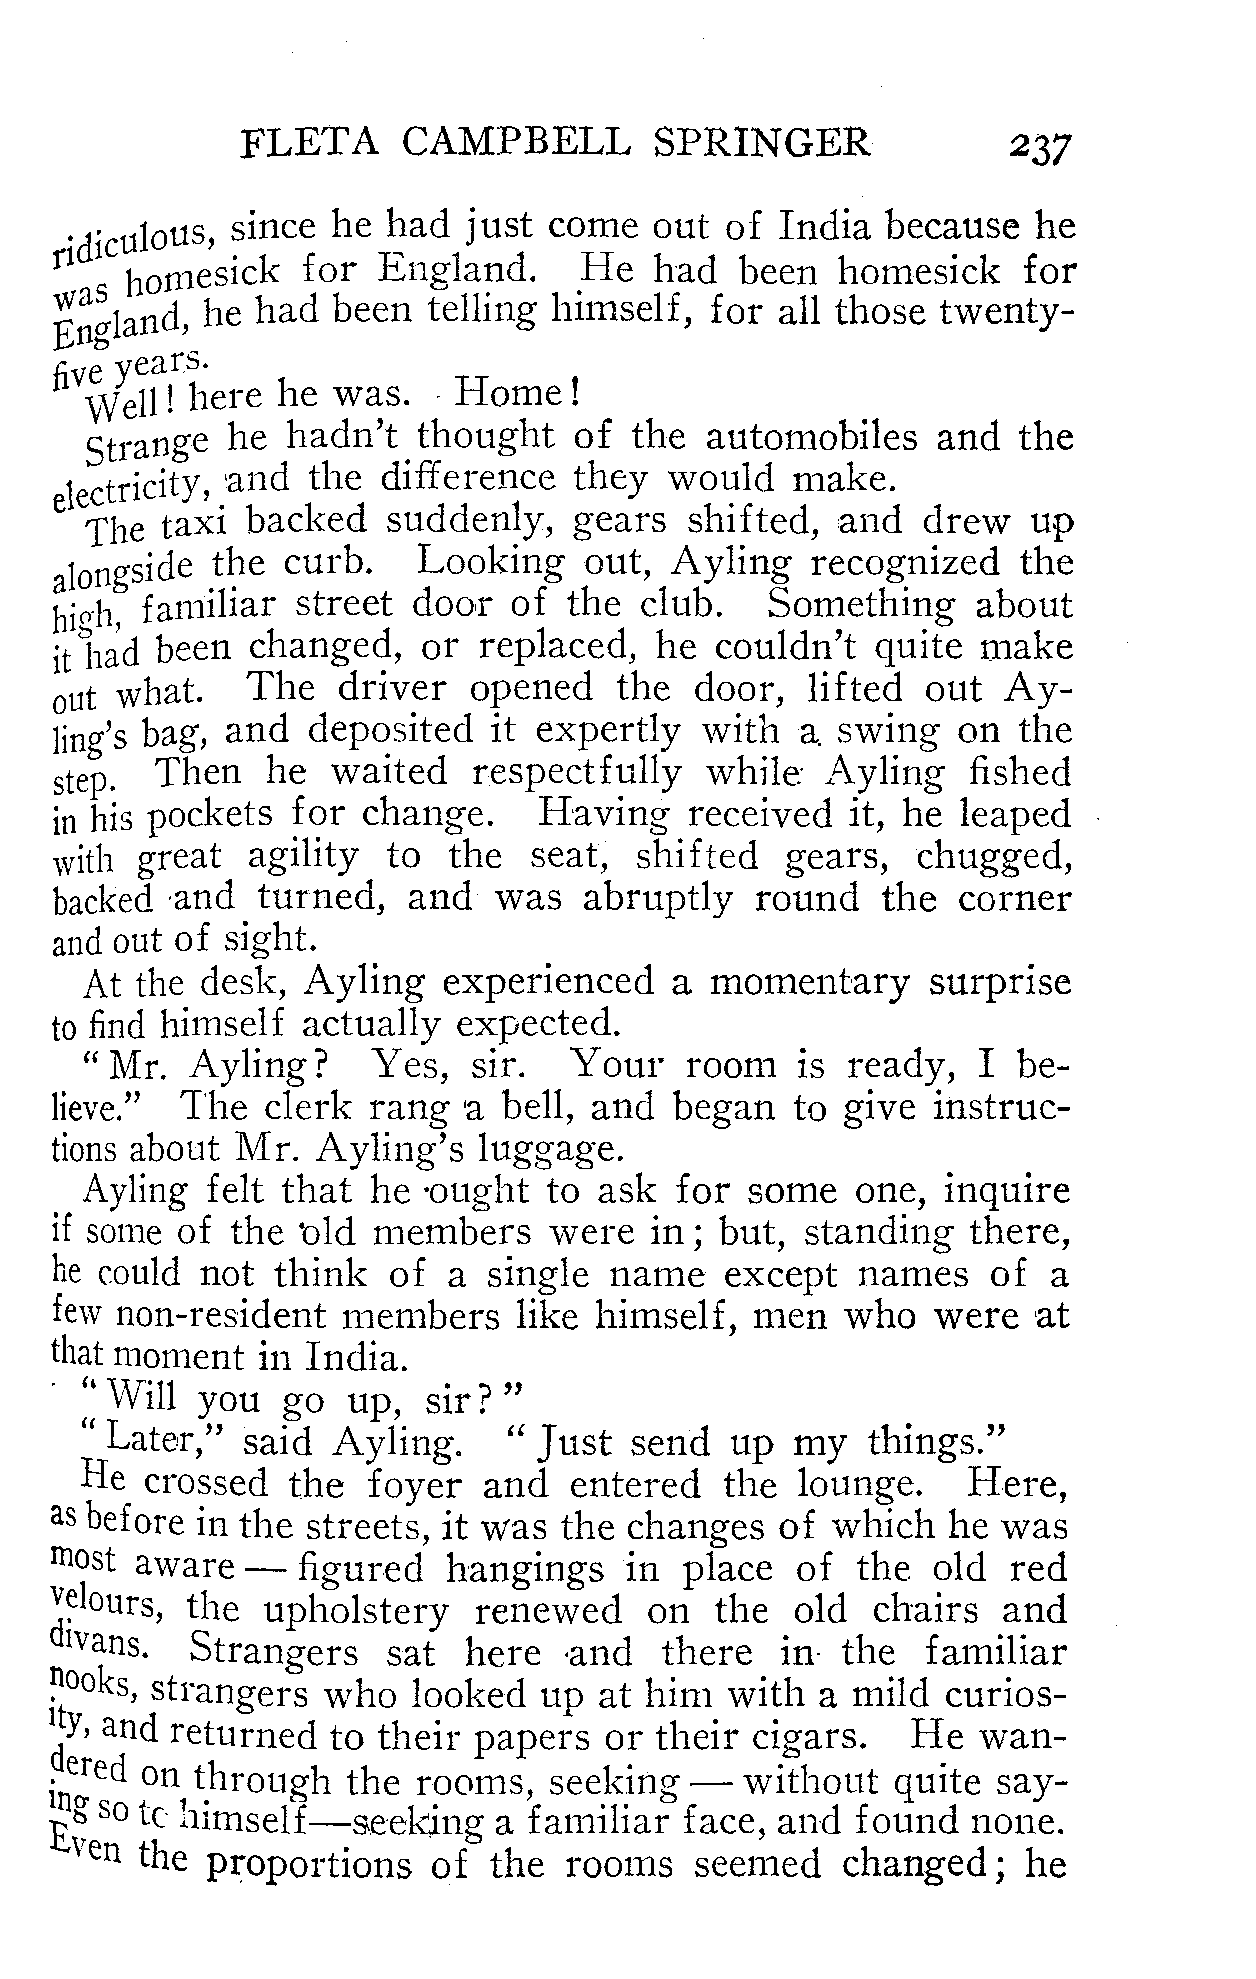 FLETA CAMPBELL SPRINGER 237
ridiculous, since he had just come out of India because he
was homesick for England. He had been homesick for
England, he had been telling himself, for all those twenty-
five years.
Well! here he was. Home!
Strange he hadn't thought of the automobiles and the
electricity, and the difference they would make.
The taxi backed suddenly, gears shifted, and drew up
alongside the curb. Looking out, Ayling recognized the
high, familiar street door of the club. Something about
it had been changed, or replaced, he couldn't quite make
out what. The driver opened the door, lifted out Ay-
ling's bag, and deposited it expertly with a swing on the
step. Then he waited respectfully while Ayling fished
in his pockets for change. Having received it, he leaped
with great agility to the seat, shifted gears, chugged,
backed and turned, and was abruptly round the corner
and out of sight.
At the desk, Ayling experienced a momentary surprise
to find himself actually expected.
"Mr. Ayling? Yes, sir. Your room is ready, I be-
lieve." The clerk rang a bell, and began to give instruc-
tions about Mr. Ayling's luggage.
Ayling felt that he ought to ask for some one, inquire
if some of the old members were in; but, standing there,
he could not think of a single name except names of a
few non-resident members like himself, men who were at
that moment in India.
"Will you go up, sir?"
"Later," said Ayling. "Just send up my things."
He crossed the foyer and entered the lounge. Here,
as before in the streets, it was the changes of which he was
most aware — figured hangings in place of the old red
velours, the upholstery renewed on the old chairs and
divans. Strangers sat here and there in the familiar
nooks, strangers who looked up at him with a mild curios-
ity, and returned to their papers or their cigars. He wan-
dered on through the rooms, seeking — without quite say-
ing so to himself—seeking a familiar face, and found none.
Even the proportions of the rooms seemed changed; he